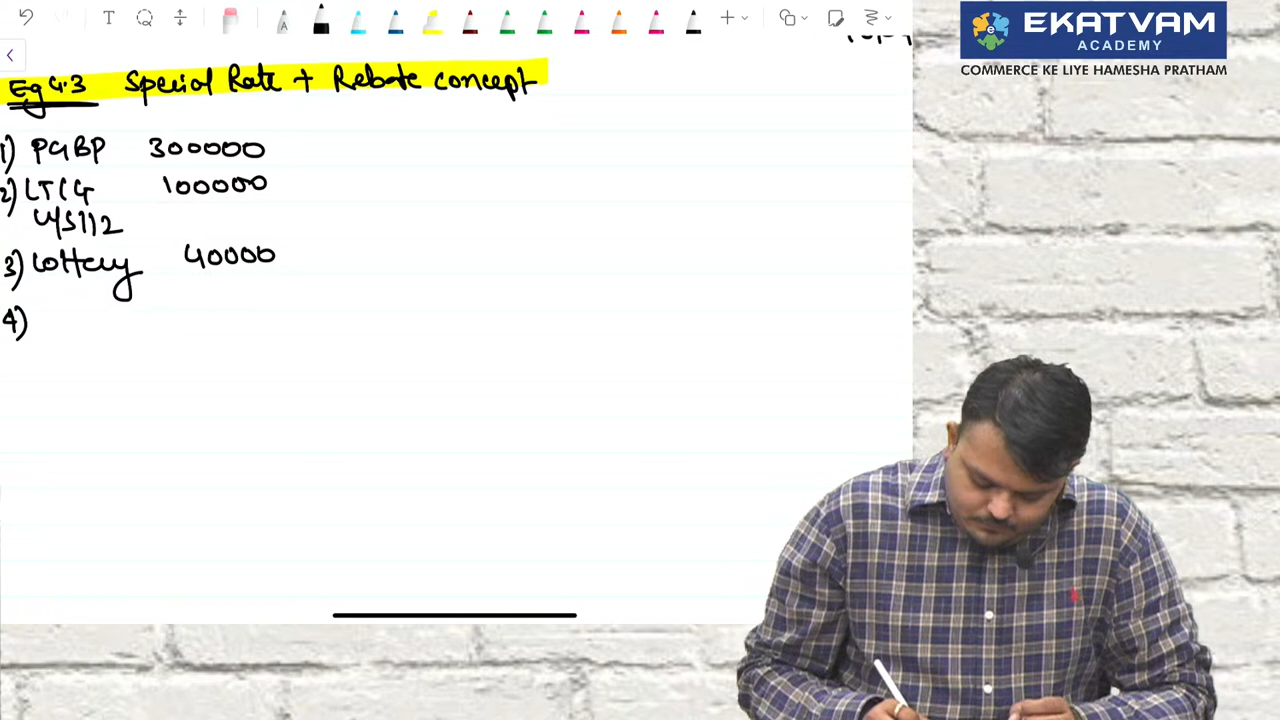 EKATVAM
ACADEMY
COMMERCE KE LIYE HAMESHA PRATHAM
Eg 4.3 Special Rate + Rebate concept
1) PGBP 300000
2) LTCG 100000
u/s 112
3) Lottery 40000
4)